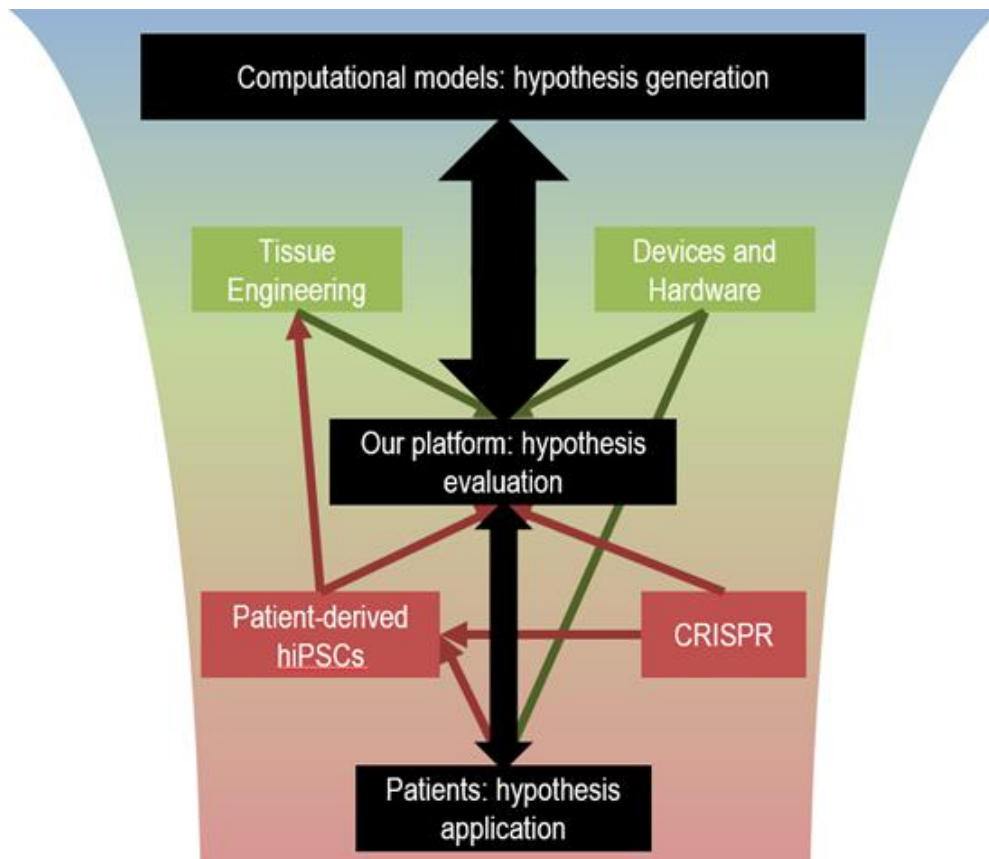 Computational models: hypothesis generation
Tissue
Engineering
Devices and
Hardware
Our platform: hypothesis
evaluation
Patient-derived
hiPSCs
CRISPR
Patients: hypothesis
application